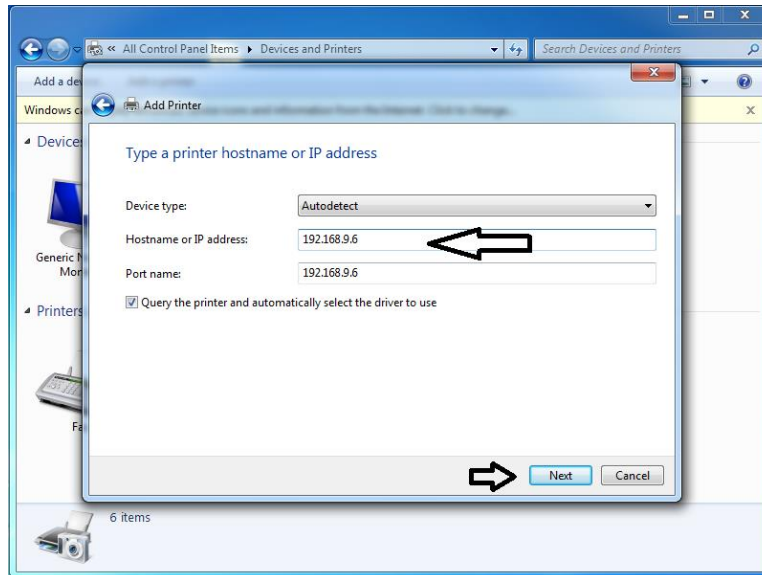 « All Control Panel Items ▸ Devices and Printers
Search Devices and Printers
Add a de
Windows c
Add Printer
Devices
Type a printer hostname or IP address
Device type: Autodetect
Hostname or IP address: 192.168.9.6
Port name: 192.168.9.6
Query the printer and automatically select the driver to use
Generic
Mon
Printers
Fa
Next Cancel
6 items